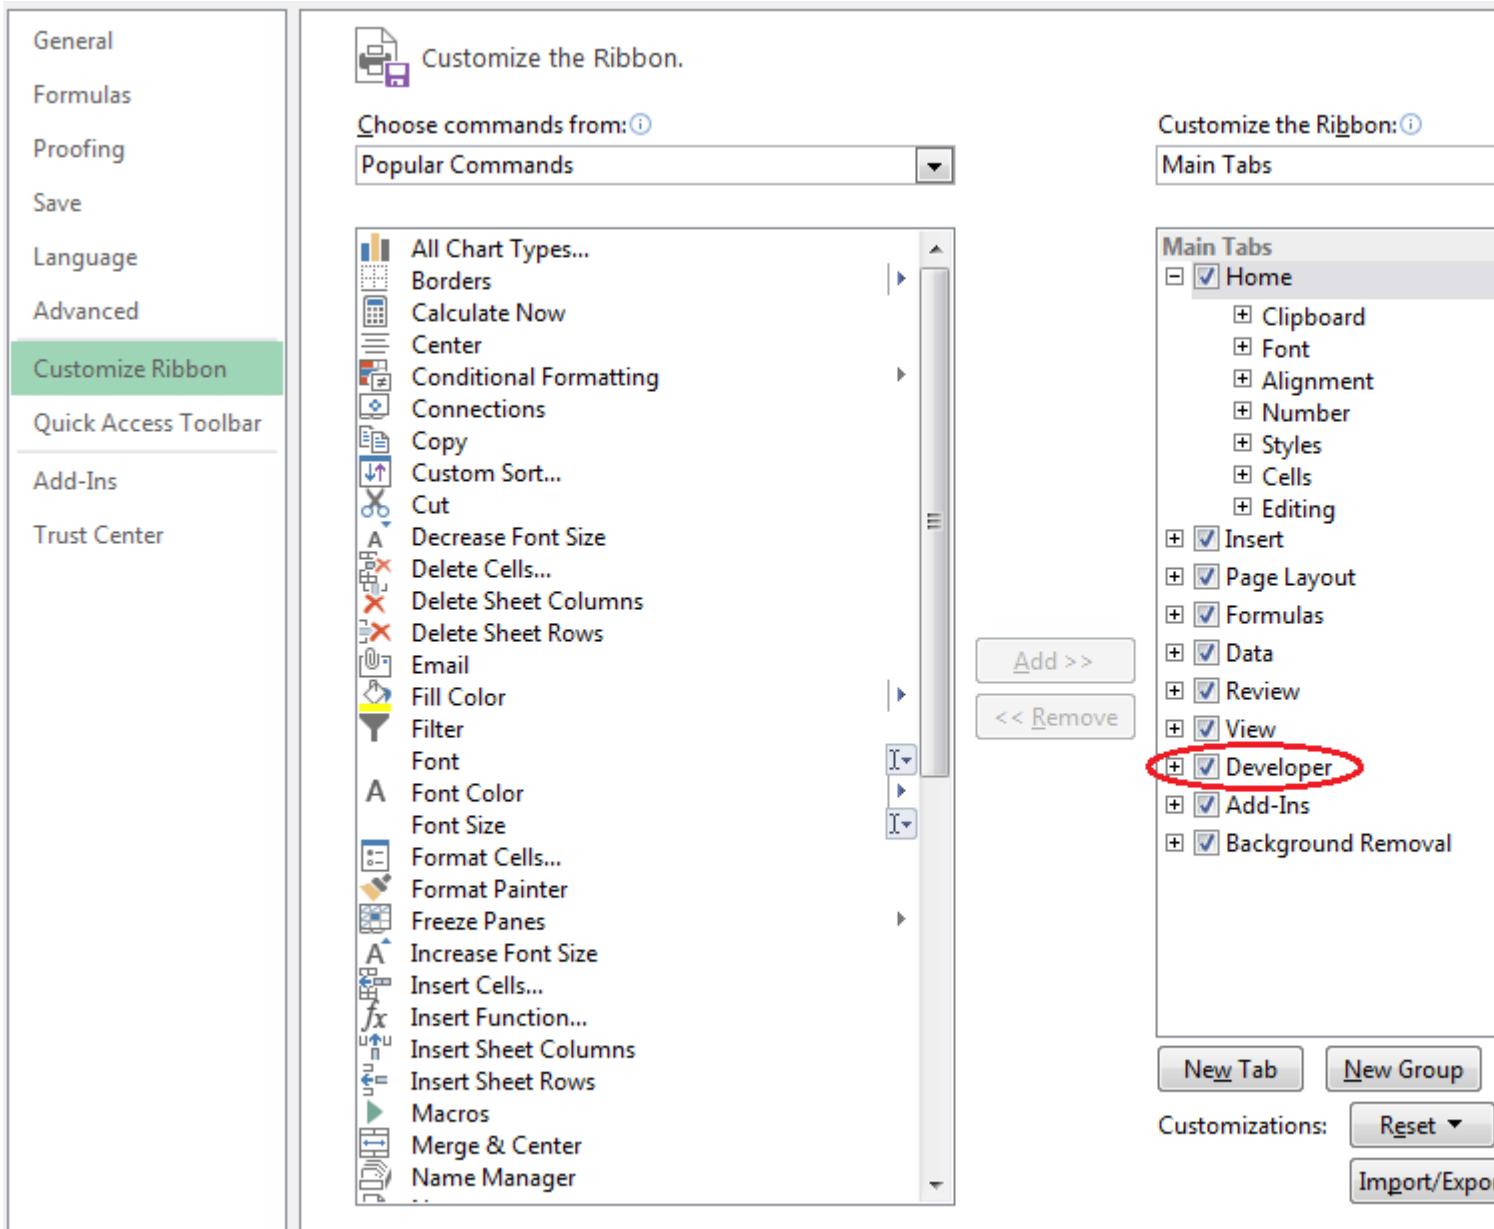 General
Formulas
Proofing
Save
Language
Advanced
Customize Ribbon
Quick Access Toolbar
Add-Ins
Trust Center
Customize the Ribbon.
Choose commands from:
Popular Commands
All Chart Types...
Borders
Calculate Now
Center
Conditional Formatting
Connections
Copy
Custom Sort...
Cut
Decrease Font Size
Delete Cells...
Delete Sheet Columns
Delete Sheet Rows
Email
Fill Color
Filter
Font
Font Color
Font Size
Format Cells...
Format Painter
Freeze Panes
Increase Font Size
Insert Cells...
Insert Function...
Insert Sheet Columns
Insert Sheet Rows
Macros
Merge & Center
Name Manager
Add >>
<< Remove
Customize the Ribbon:
Main Tabs
Main Tabs
Home
Clipboard
Font
Alignment
Number
Styles
Cells
Editing
Insert
Page Layout
Formulas
Data
Review
View
Developer
Add-Ins
Background Removal
New Tab
New Group
Customizations:
Reset
Import/Expo